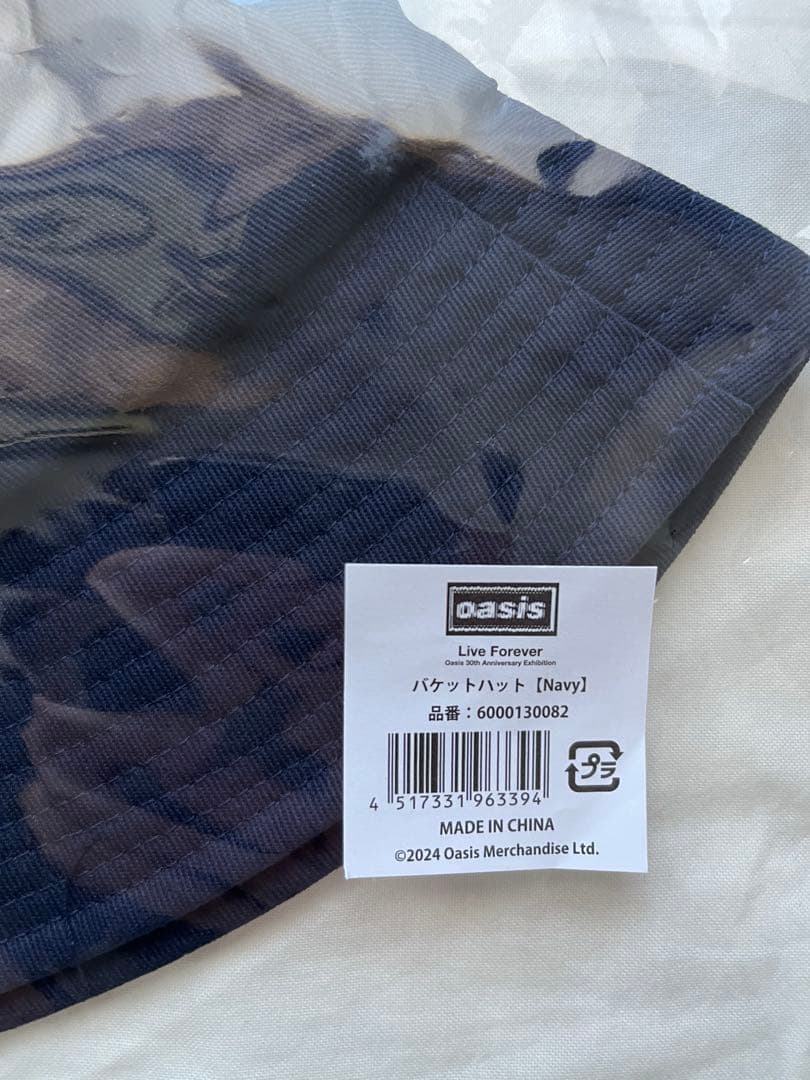 oasis
Live Forever
Oasis 30th Anniversary Exhibition
バケットハット【Navy】
品番：6000130082
プラ
4 517331 963394
MADE IN CHINA
©2024 Oasis Merchandise Ltd.